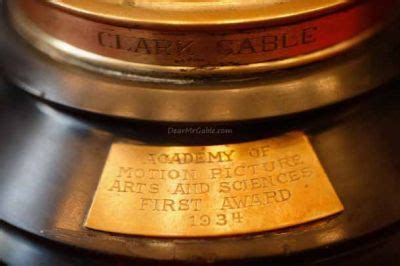 CLARK GABLE
DearMrGable.com
ACADEMY OF
MOTION PICTURE
ARTS AND SCIENCES
FIRST AWARD
1934